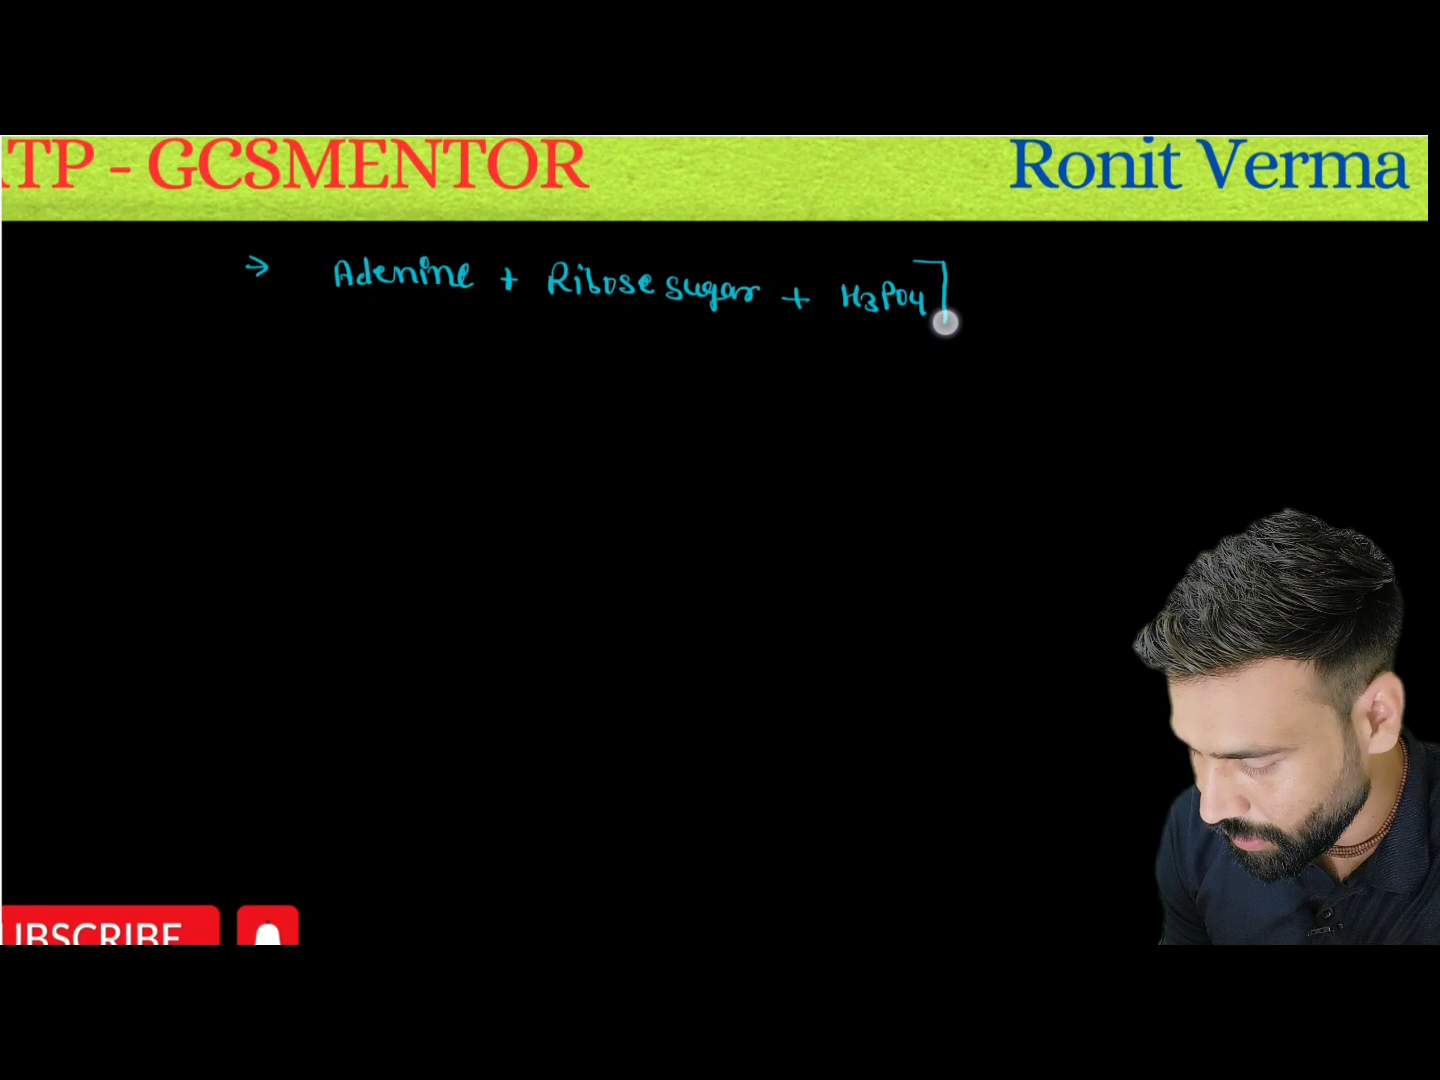 TP - GCSMENTOR Ronit Verma
→ Adenine + Ribose sugar + H3PO4]
UBSCRIBE